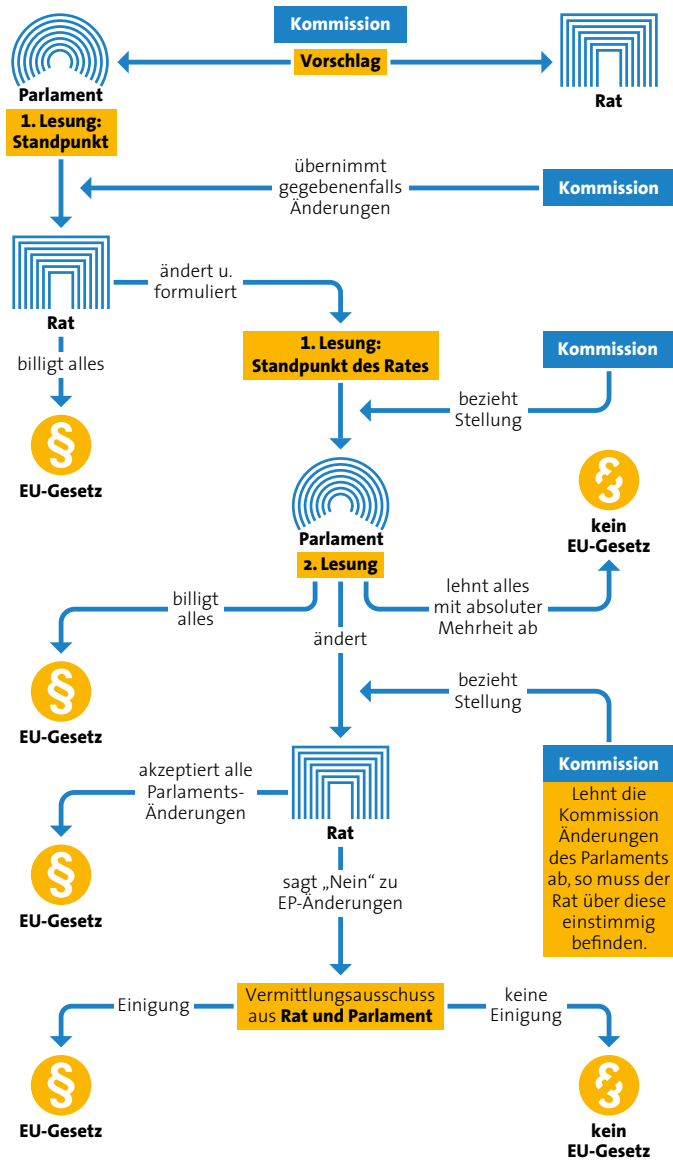 Kommission
Vorschlag
Parlament
Rat
1. Lesung:
Standpunkt
übernimmt
gegebenenfalls
Änderungen
Kommission
Rat
ändert u.
formuliert
billigt alles
1. Lesung:
Standpunkt des Rates
Kommission
bezieht
Stellung
EU-Gesetz
Parlament
2. Lesung
kein
EU-Gesetz
billigt
alles
ändert
lehnt alles
mit absoluter
Mehrheit ab
EU-Gesetz
bezieht
Stellung
Kommission
Lehnt die
Kommission
Änderungen
des Parlaments
ab, so muss der
Rat über diese
einstimmig
befinden.
akzeptiert alle
Parlaments-
Änderungen
Rat
EU-Gesetz
sagt „Nein“ zu
EP-Änderungen
Einigung
Vermittlungsausschuss
aus Rat und Parlament
keine
Einigung
EU-Gesetz
kein
EU-Gesetz